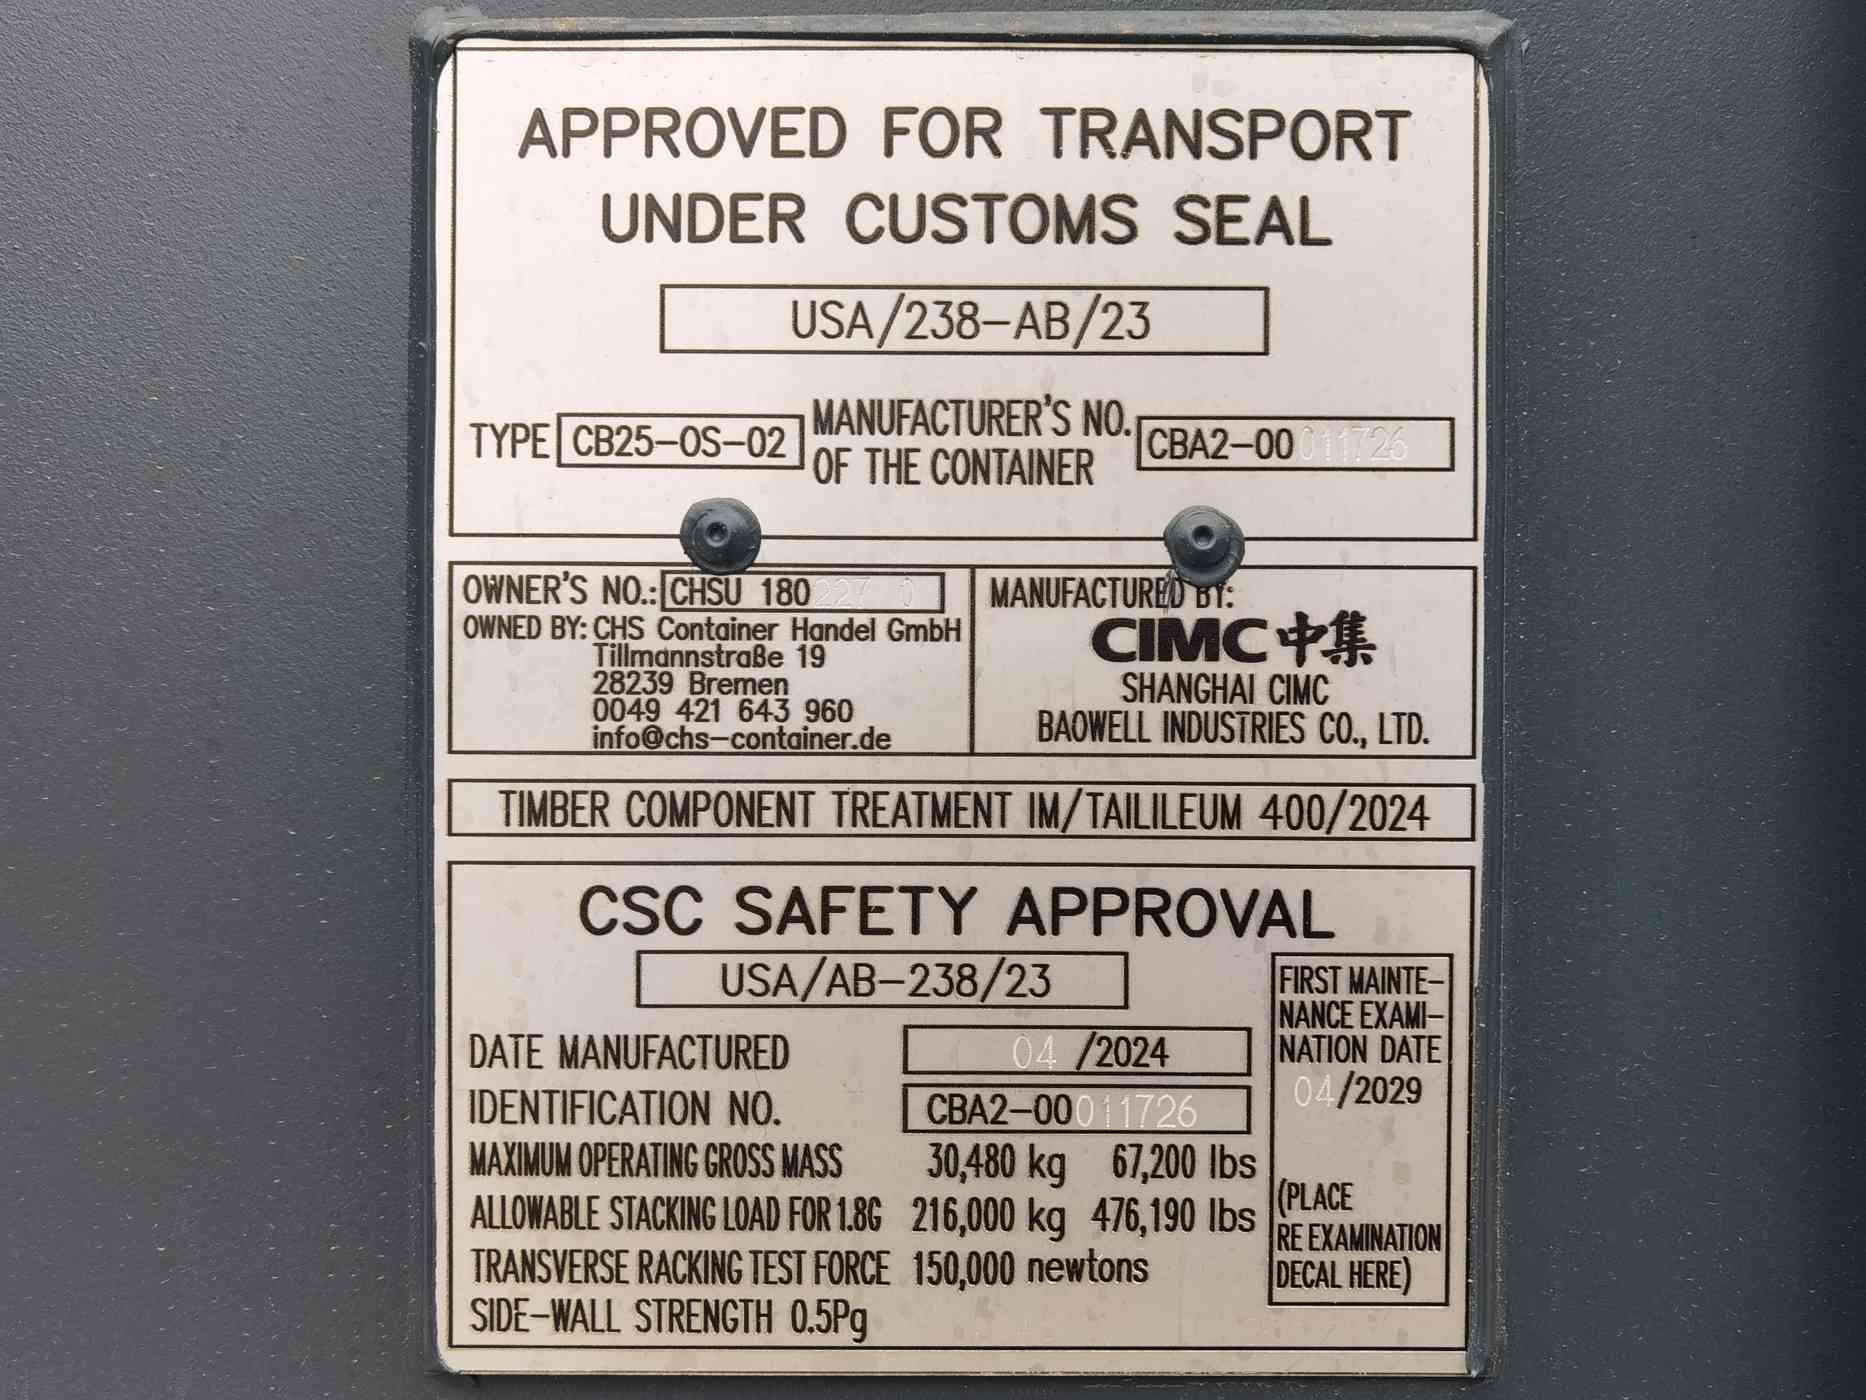 APPROVED FOR TRANSPORT
UNDER CUSTOMS SEAL
USA/238-AB/23
TYPE CB25-OS-02
MANUFACTURER'S NO.
OF THE CONTAINER
CBA2-00011726
OWNER'S NO.: CHSU 180227 0
OWNED BY: CHS Container Handel GmbH
Tillmannstraße 19
28239 Bremen
0049 421 643 960
info@chs-container.de
MANUFACTURED BY:
CIMC 中集
SHANGHAI CIMC
BAOWELL INDUSTRIES CO., LTD.
TIMBER COMPONENT TREATMENT IM/TAILILEUM 400/2024
CSC SAFETY APPROVAL
USA/AB-238/23
DATE MANUFACTURED 04 /2024
IDENTIFICATION NO. CBA2-00011726
MAXIMUM OPERATING GROSS MASS 30,480 kg 67,200 lbs
ALLOWABLE STACKING LOAD FOR 1.8G 216,000 kg 476,190 lbs
TRANSVERSE RACKING TEST FORCE 150,000 newtons
SIDE-WALL STRENGTH 0.5Pg
FIRST MAINTE-
NANCE EXAMI-
NATION DATE
04/2029
(PLACE
RE EXAMINATION
DECAL HERE)